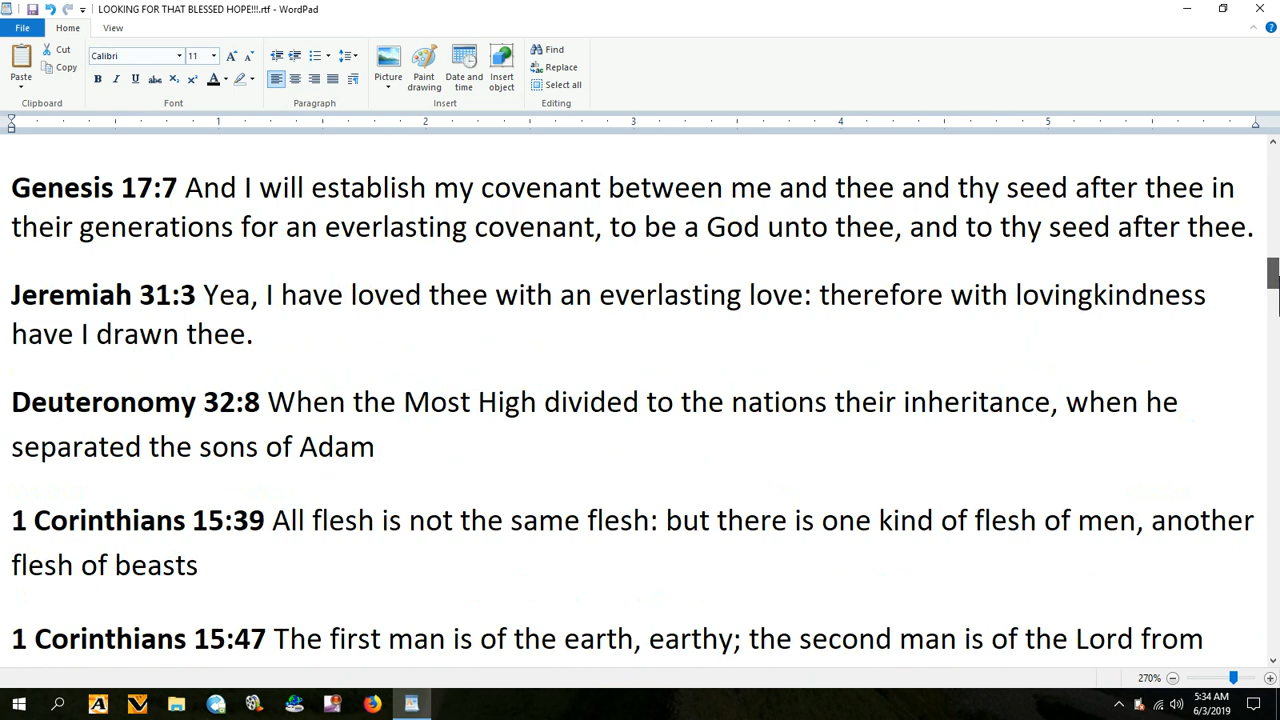 LOOKING FOR THAT BLESSED HOPE!!!.rtf - WordPad
File Home View
Paste
Cut
Copy
Clipboard
Calibri 11
B I U abc X₂ X² A
Font
Paragraph
Picture
Paint drawing
Date and time
Insert object
Insert
Find
Replace
Select all
Editing
1 2 3 4 5
Genesis 17:7 And I will establish my covenant between me and thee and thy seed after thee in
their generations for an everlasting covenant, to be a God unto thee, and to thy seed after thee.
Jeremiah 31:3 Yea, I have loved thee with an everlasting love: therefore with lovingkindness
have I drawn thee.
Deuteronomy 32:8 When the Most High divided to the nations their inheritance, when he
separated the sons of Adam
1 Corinthians 15:39 All flesh is not the same flesh: but there is one kind of flesh of men, another
flesh of beasts
1 Corinthians 15:47 The first man is of the earth, earthy; the second man is of the Lord from
270%
5:34 AM
6/3/2019